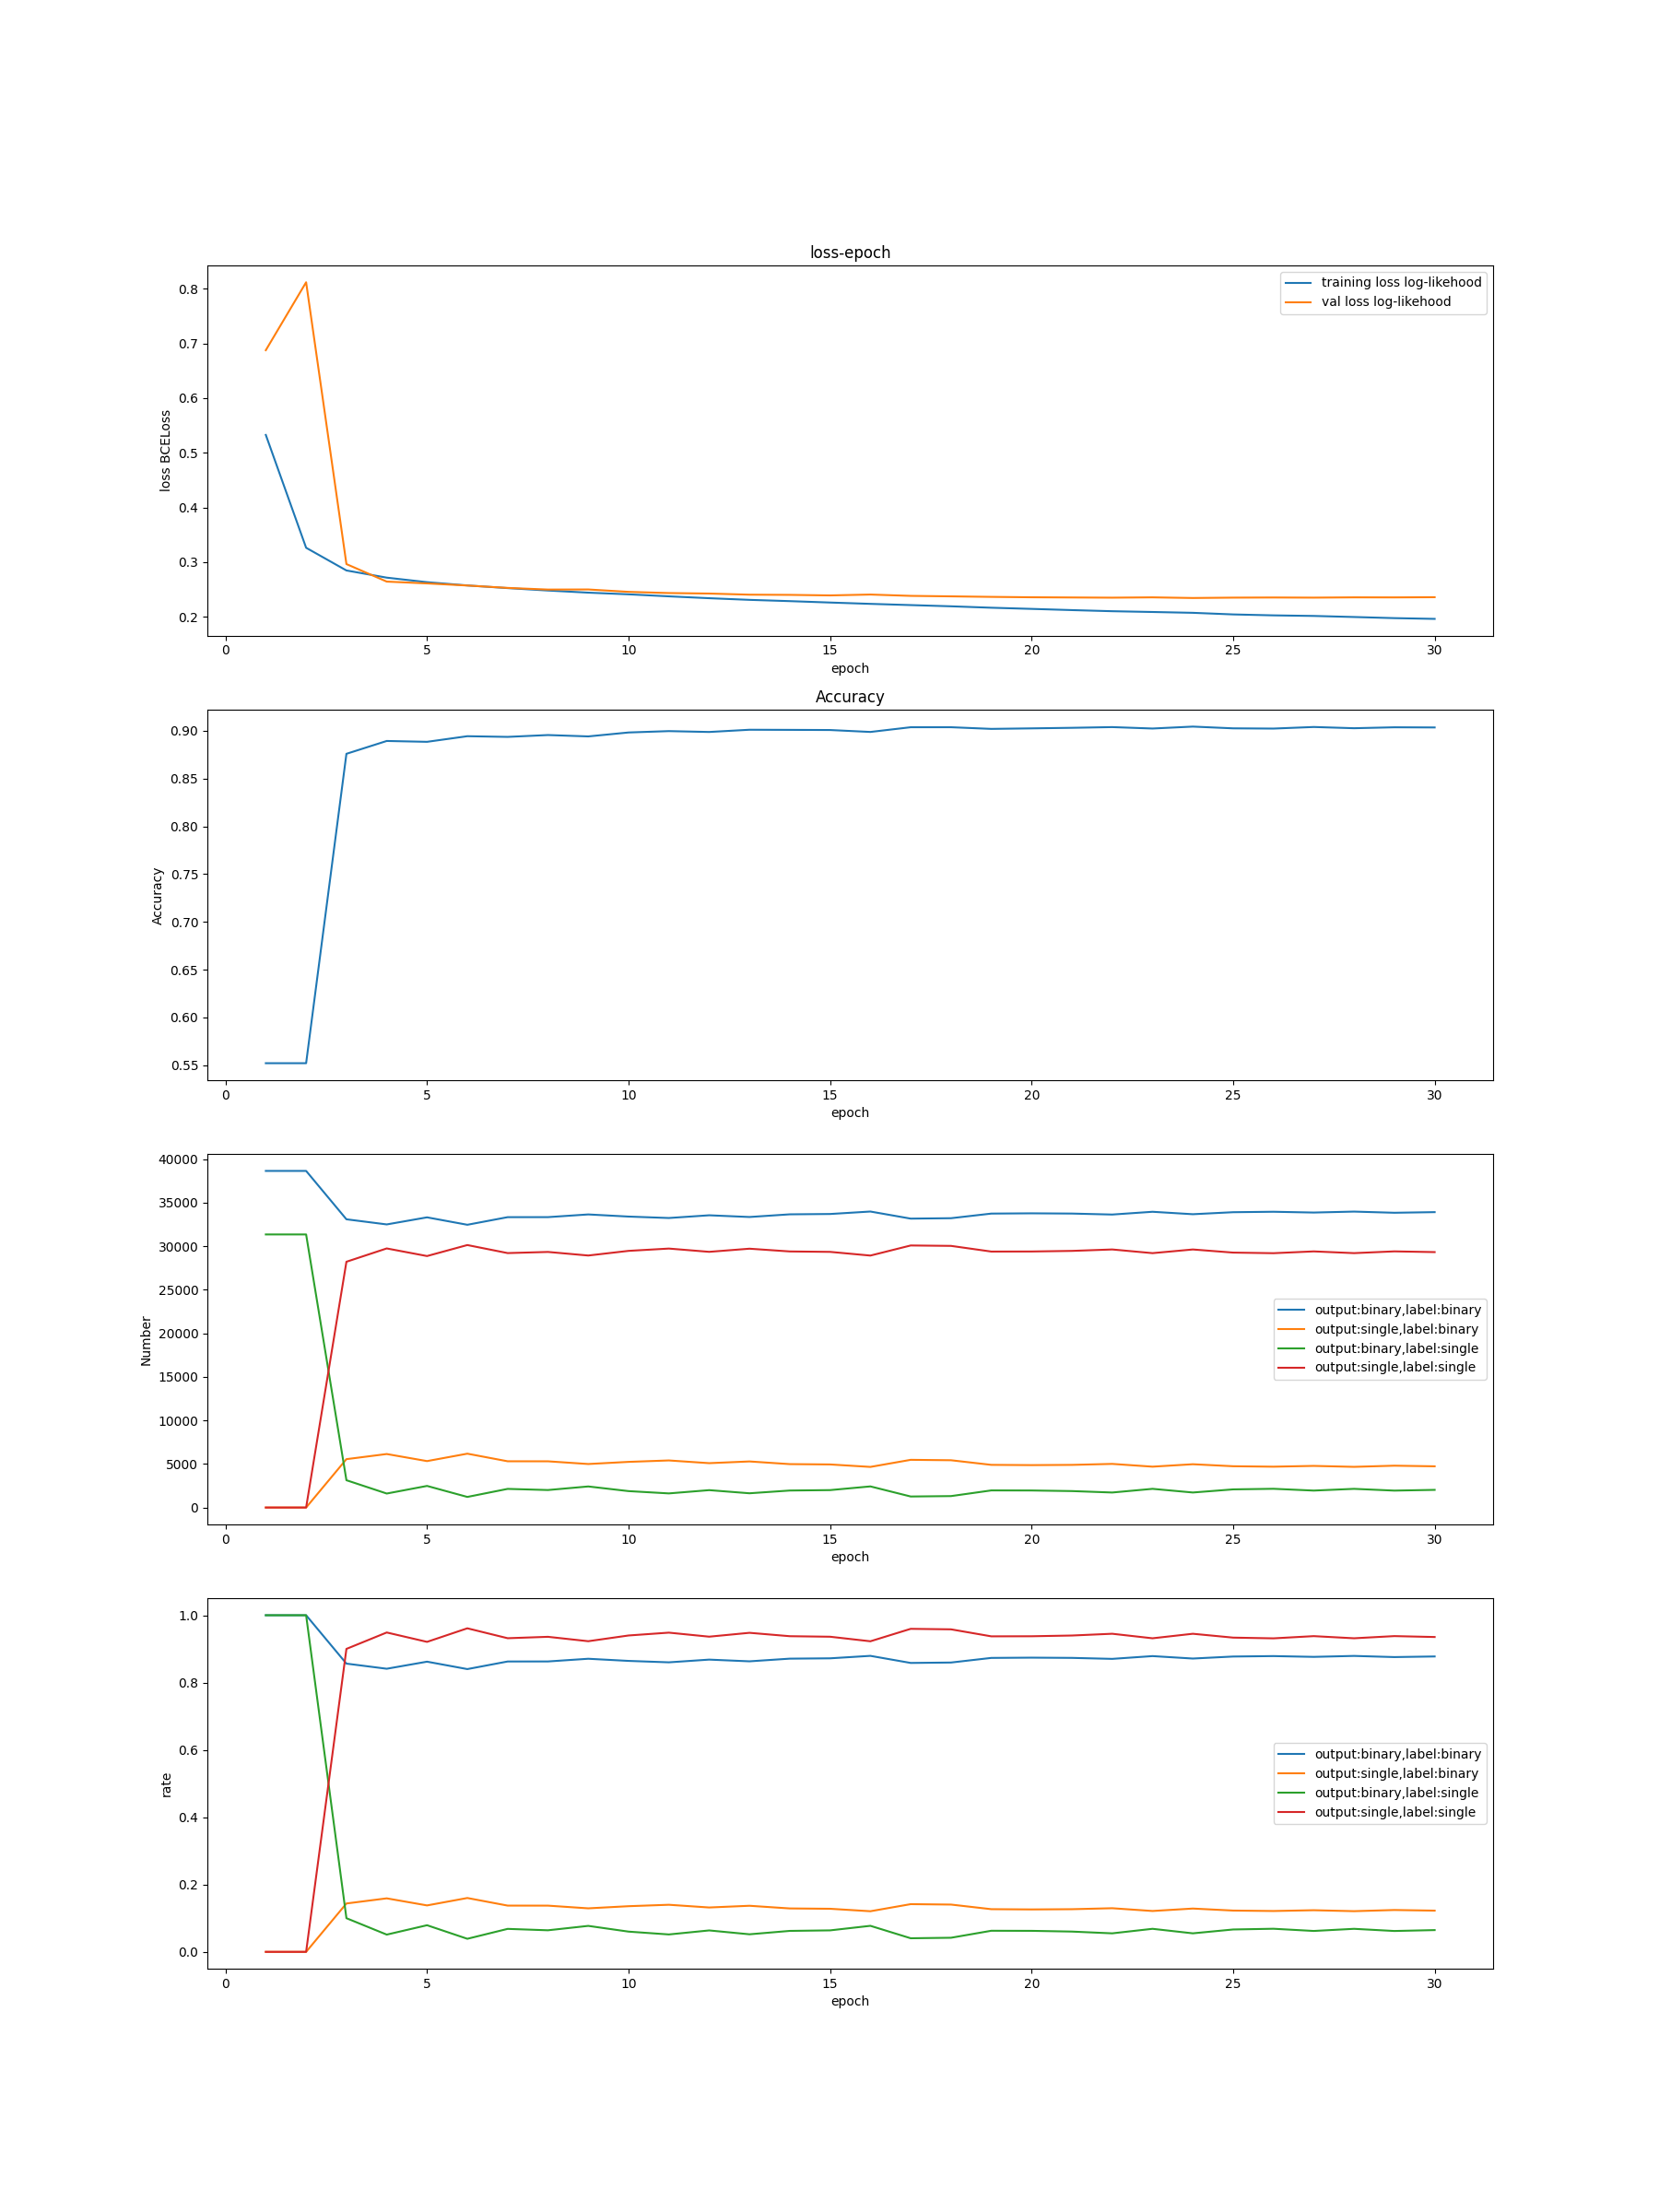 loss-epoch
0.8
0.7
0.6
0.5
0.4
0.3
0.2
loss BCELoss
training loss log-likehood
val loss log-likehood
0 5 10 15 20 25 30
epoch
Accuracy
0.90
0.85
0.80
0.75
0.70
0.65
0.60
0.55
Accuracy
0 5 10 15 20 25 30
epoch
40000
35000
30000
25000
20000
15000
10000
5000
0
Number
output:binary,label:binary
output:single,label:binary
output:binary,label:single
output:single,label:single
0 5 10 15 20 25 30
epoch
1.0
0.8
0.6
0.4
0.2
0.0
rate
output:binary,label:binary
output:single,label:binary
output:binary,label:single
output:single,label:single
0 5 10 15 20 25 30
epoch